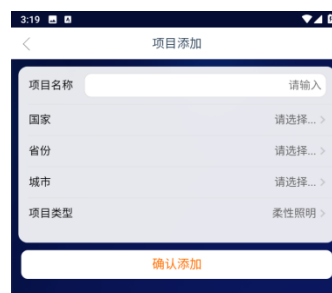 3:19
项目添加
项目名称 请输入
国家 请选择... >
省份 请选择... >
城市 请选择... >
项目类型 柔性照明 >
确认添加